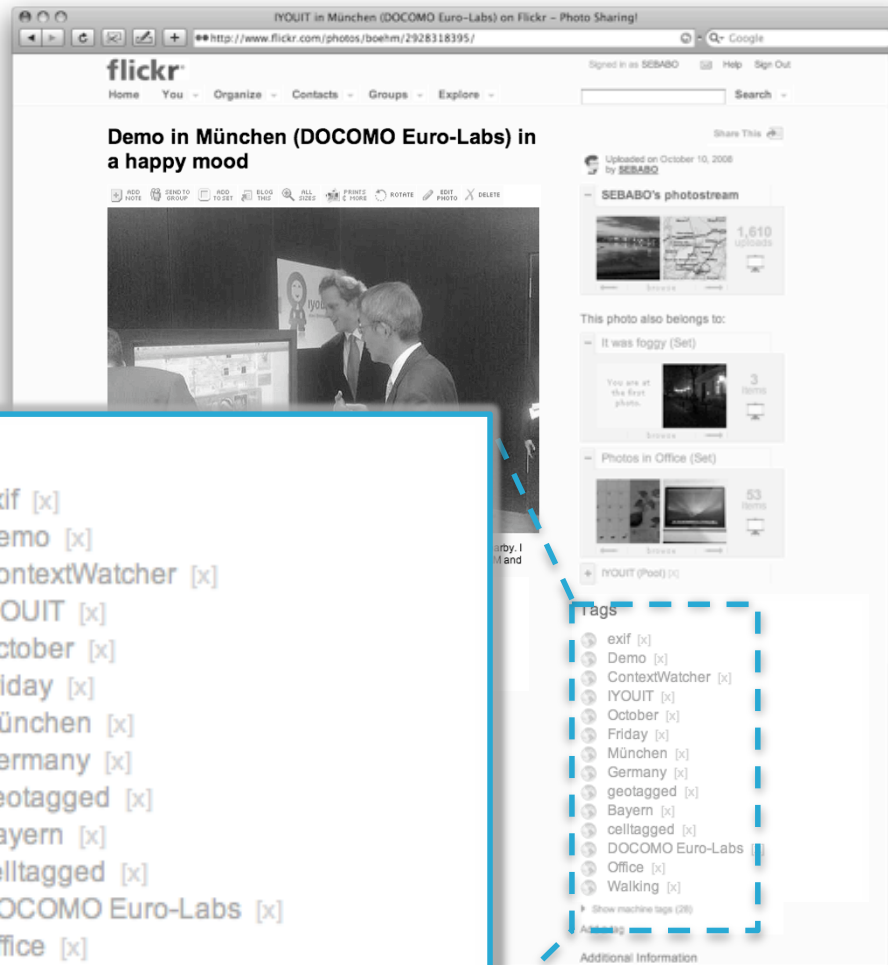 IYOUIT in München (DOCOMO Euro-Labs) on Flickr – Photo Sharing!
http://www.flickr.com/photos/boehm/2928318395/
Google
flickr
Signed in as SEBABO Help Sign Out
Home You Organize Contacts Groups Explore
Search
Demo in München (DOCOMO Euro-Labs) in
a happy mood
Share This
Uploaded on October 10, 2008
by SEBABO
ADD NOTE SEND TO GROUP ADD TO SET BLOG THIS ALL SIZES PRINTS & MORE ROTATE EDIT PHOTO DELETE
SEBABO's photostream
1,610
uploads
Browse
This photo also belongs to:
It was foggy (Set)
You are at
the first
photo.
3
items
Browse
Photos in Office (Set)
53
items
Browse
IYOUIT (Pool) [x]
arby. I
M and
Tags
exif [x]
Demo [x]
ContextWatcher [x]
IYOUIT [x]
October [x]
Friday [x]
München [x]
Germany [x]
geotagged [x]
Bayern [x]
celltagged [x]
DOCOMO Euro-Labs
Office [x]
Walking [x]
Show machine tags (28)
Add a tag
Additional Information
xif [x]
emo [x]
ontextWatcher [x]
YOUIT [x]
ctober [x]
riday [x]
ünchen [x]
ermany [x]
eotagged [x]
ayern [x]
elltagged [x]
OCOMO Euro-Labs [x]
ffice [x]